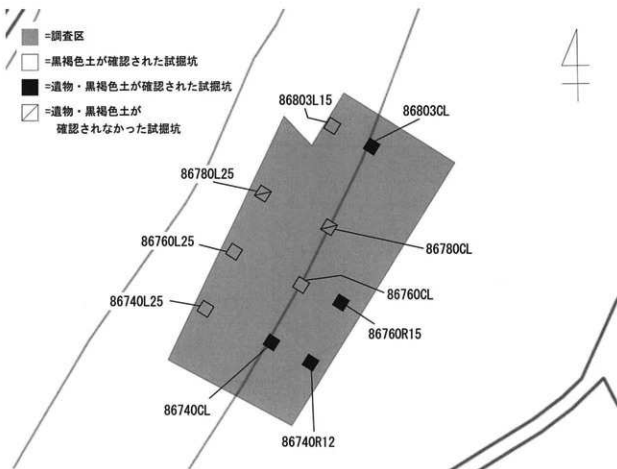 =調査区
=黒褐色土が確認された試掘坑
=遺物・黒褐色土が確認された試掘坑
=遺物・黒褐色土が
確認されなかった試掘坑
86803L15
86803CL
86780L25
86780CL
86760L25
86760CL
86740L25
86760R15
86740CL
86740R12